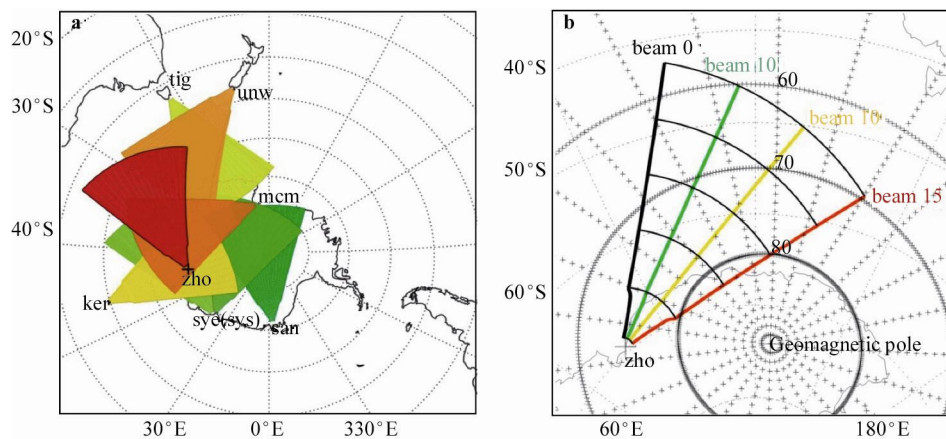 a
20°S
30°S
40°S
tig
unw
mcm
zho
ker
sye(sys)
san
30°E
0°E
330°E
b
40°S
50°S
60°S
beam 0
beam 10
60
beam 10
70
beam 15
80
Geomagnetic pole
zho
60°E
180°E